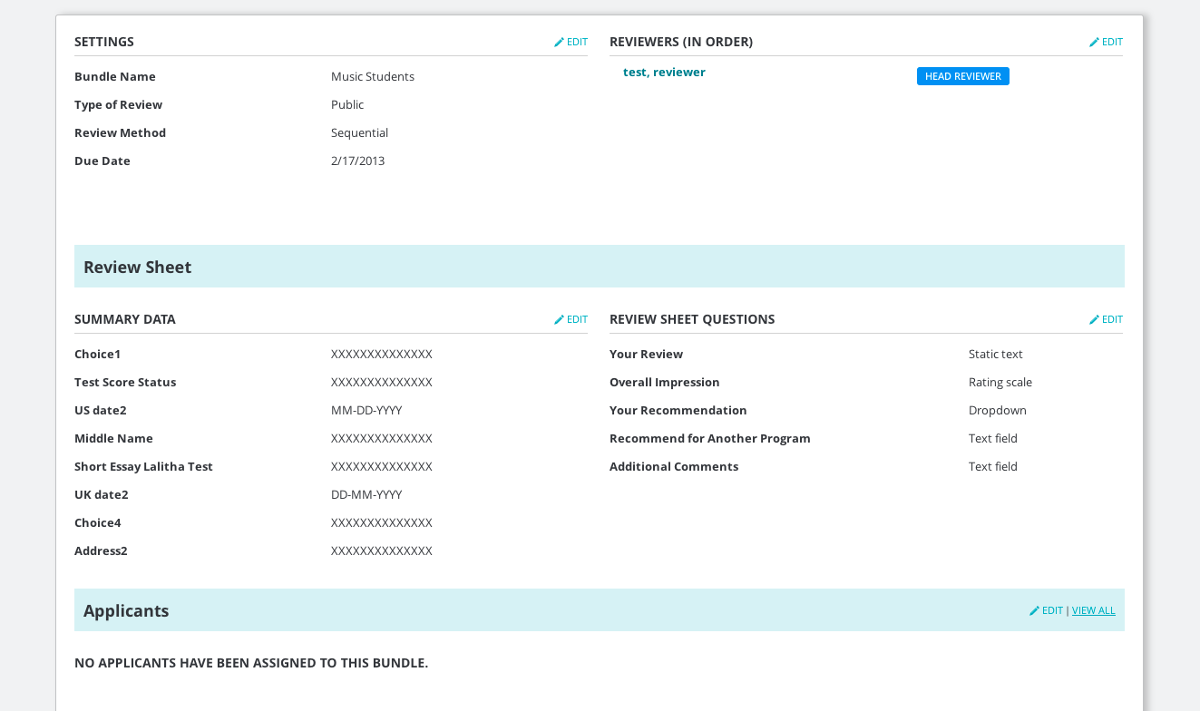 SETTINGS EDIT
Bundle Name Music Students
Type of Review Public
Review Method Sequential
Due Date 2/17/2013
REVIEWERS (IN ORDER) EDIT
test, reviewer HEAD REVIEWER
Review Sheet
SUMMARY DATA EDIT
Choice1 XXXXXXXXXXXXXX
Test Score Status XXXXXXXXXXXXXX
US date2 MM-DD-YYYY
Middle Name XXXXXXXXXXXXXX
Short Essay Lalitha Test XXXXXXXXXXXXXX
UK date2 DD-MM-YYYY
Choice4 XXXXXXXXXXXXXX
Address2 XXXXXXXXXXXXXX
REVIEW SHEET QUESTIONS EDIT
Your Review Static text
Overall Impression Rating scale
Your Recommendation Dropdown
Recommend for Another Program Text field
Additional Comments Text field
Applicants EDIT | VIEW ALL
NO APPLICANTS HAVE BEEN ASSIGNED TO THIS BUNDLE.